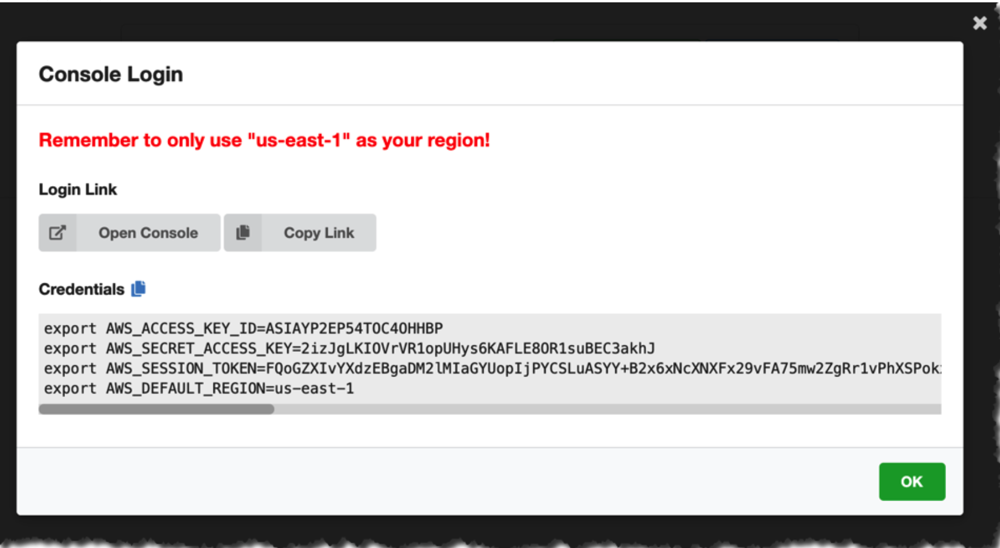 Console Login
Remember to only use "us-east-1" as your region!
Login Link
Open Console Copy Link
Credentials
export AWS_ACCESS_KEY_ID=ASIAYP2EP54TOC4OHHBP
export AWS_SECRET_ACCESS_KEY=2izJgLKIOVrVR1opUHys6KAFLE8OR1suBEC3akhJ
export AWS_SESSION_TOKEN=FQoGZXIvYXdzEBgaDM2lMIaGYUopIjPYCSLuASYY+B2x6xNcXNXFx29vFA75mw2ZgRr1vPhXSPok
export AWS_DEFAULT_REGION=us-east-1
OK